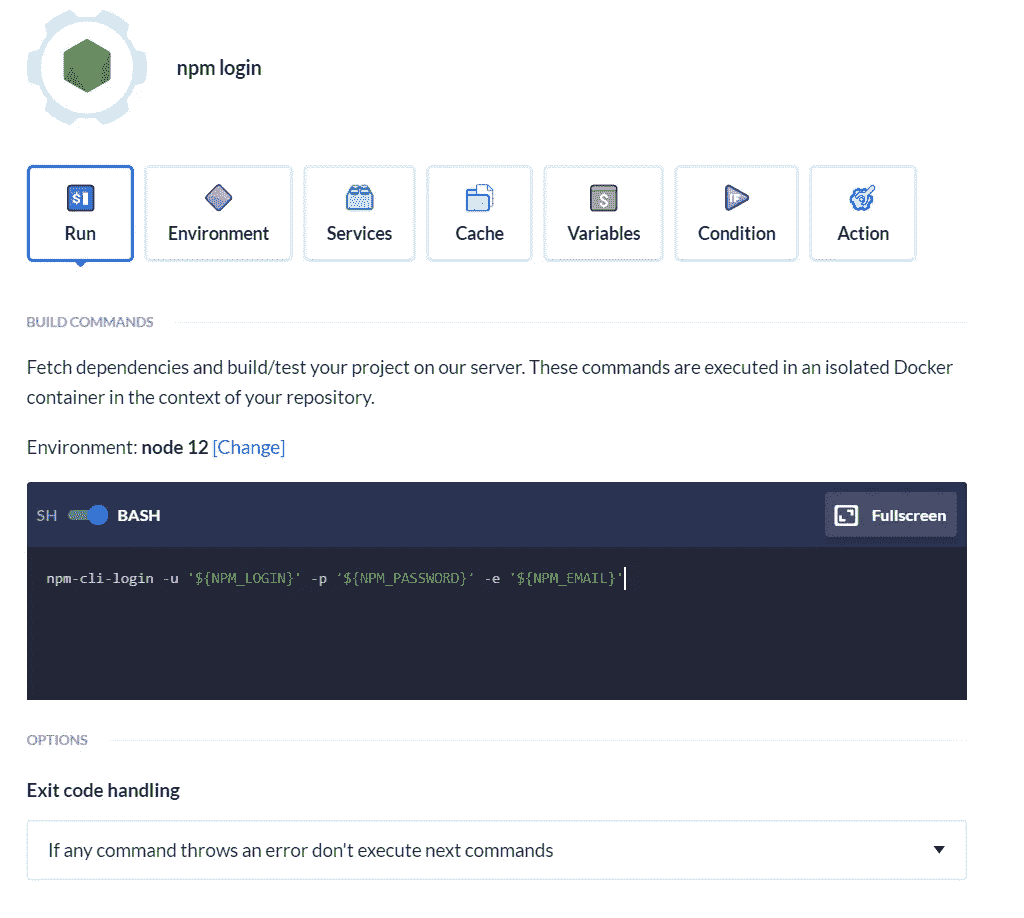 npm login
Run
Environment
Services
Cache
Variables
Condition
Action
BUILD COMMANDS
Fetch dependencies and build/test your project on our server. These commands are executed in an isolated Docker
container in the context of your repository.
Environment: node 12 [Change]
SH BASH
Fullscreen
npm-cli-login -u '${NPM_LOGIN}' -p '${NPM_PASSWORD}' -e '${NPM_EMAIL}'
OPTIONS
Exit code handling
If any command throws an error don't execute next commands